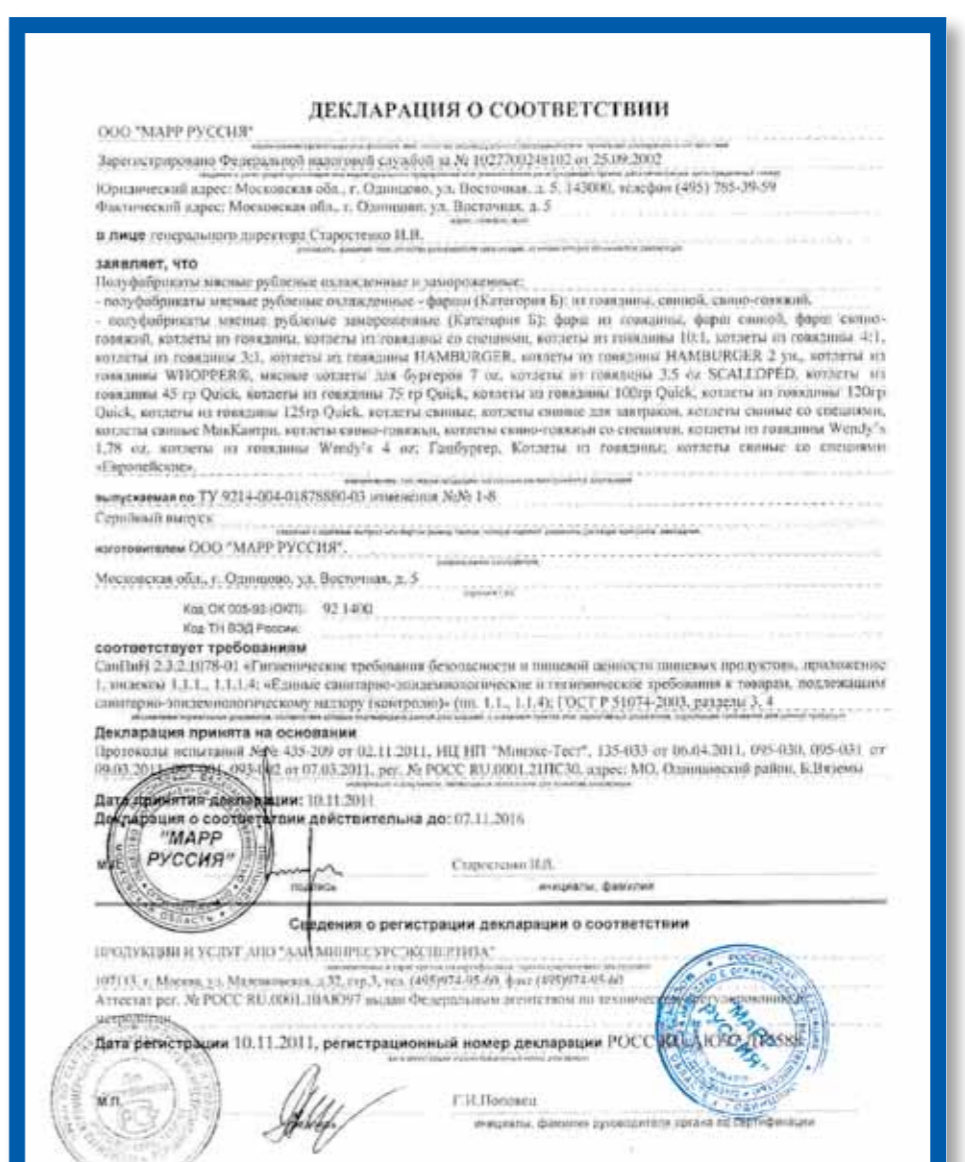 ДЕКЛАРАЦИЯ О СООТВЕТСТВИИ
ООО "МАРР РУССИЯ"
Зарегистрировано Федеральной налоговой службой за № 1027700248102 от 25.09.2002
Юридический адрес: Московская обл., г. Одинцово, ул. Восточная, д. 5, 143000, телефон (495) 785-39-59
Фактический адрес: Московская обл., г. Одинцово, ул. Восточная, д.5
в лице генерального директора Старостенко И.В.
заявляет, что
Полуфабрикаты мясные рубленые охлажденные и замороженные:
- полуфабрикаты мясные рубленые охлажденные - фарши (Категория Б): из говядины, свиной, свино-говяжий,
- полуфабрикаты мясные рубленые замороженные (Категория Б): фарш из говядины, фарш свиной, фарш свино-
говяжий, котлеты из говядины, котлеты из говядины со специями, котлеты из говядины 10:1, котлеты из говядины 4:1,
котлеты из говядины 3:1, котлеты из говядины HAMBURGER, котлеты из говядины HAMBURGER 2 ун., котлеты из
говядины WHOPPER®, мясные котлеты для бургеров 7 oz, котлеты из говядины 3,5 oz SCALLOPED, котлеты из
говядины 45 гр Quick, котлеты из говядины 75 гр Quick, котлеты из говядины 100гр Quick, котлеты из говядины 120гр
Quick, котлеты из говядины 125гр Quick, котлеты свиные, котлеты свиные для завтраков, котлеты свиные со специями,
котлеты свиные МакКантри, котлеты свино-говяжьи, котлеты свино-говяжьи со специями, котлеты из говядины Wendy's
1,78 oz, котлеты из говядины Wendy's 4 oz; Гамбургер, Котлеты из говядины; котлеты свиные со специями
«Европейские».
выпускаемая по ТУ 9214-004-01878880-03 изменения №№ 1-8
Серийный выпуск
изготовителем ООО "МАРР РУССИЯ".
Московская обл., г. Одинцово, ул. Восточная, д. 5
Код ОК 005-93 (ОКП): 92 1400
Код ТН ВЭД России:
соответствует требованиям
СанПиН 2.3.2.1078-01 «Гигиенические требования безопасности и пищевой ценности пищевых продуктов», приложение
1, индексы 1.1.1., 1.1.1.4; «Единые санитарно-эпидемиологические и гигиенические требования к товарам, подлежащим
санитарно-эпидемиологическому надзору (контролю)» (пп. 1.1., 1.1.4); ГОСТ Р 51074-2003, разделы 3, 4
Декларация принята на основании
Протоколы испытаний №№ 435-209 от 02.11.2011, ИЦ НП "Минэко-Тест", 135-033 от 06.04.2011, 095-030, 095-031 от
09.03.2011, 093-001, 093-002 от 07.03.2011, рег. № РОСС RU.0001.21ПС30, адрес: МО, Одинцовский район, Б.Вяземы
Дата принятия декларации: 10.11.2011
Декларация о соответствии действительна до: 07.11.2016
"МАРР РУССИЯ"
М.П. Старостенко И.В.
подпись инициалы, фамилия
Сведения о регистрации декларации о соответствии
ПРОДУКЦИИ И УСЛУГ АНО
107113, г. Москва, ул. Маленковская, д.32, стр.3, тел. (495)974-95-60, факс (495)974-95-60
Аттестат рег. № РОСС RU.0001.10АЮ97 выдан Федеральным агентством по техническому регулированию и
метрологии
Дата регистрации 10.11.2011, регистрационный номер декларации РОСС
"МАРР РУССИЯ"
М.П. Г.И.Поповец
инициалы, фамилия руководителя органа по сертификации